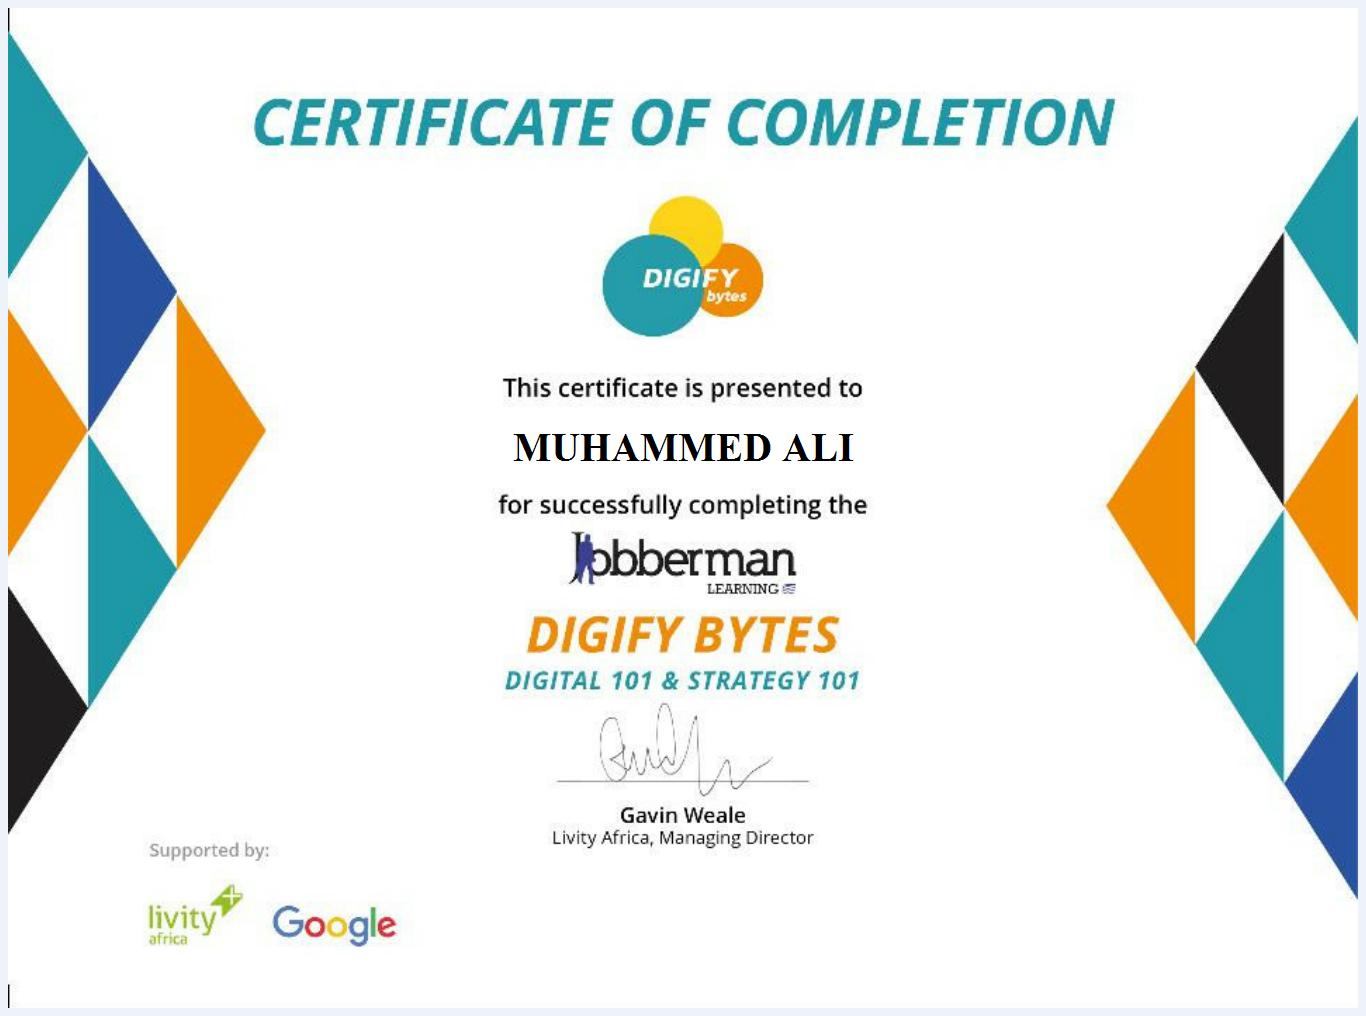 CERTIFICATE OF COMPLETION
DIGIFY
bytes
This certificate is presented to
MUHAMMED ALI
for successfully completing the
Jobberman
LEARNING
DIGIFY BYTES
DIGITAL 101 & STRATEGY 101
Gavin Weale
Livity Africa, Managing Director
Supported by:
livity
africa
Google